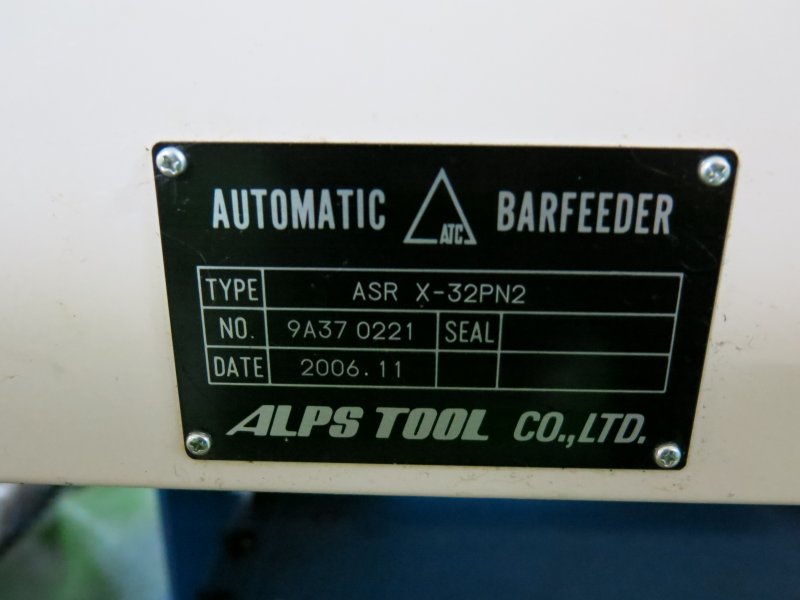 AUTOMATIC ATC BARFEEDER
TYPE ASR X-32PN2
NO. 9A37 0221 SEAL
DATE 2006.11
ALPS TOOL CO.,LTD.